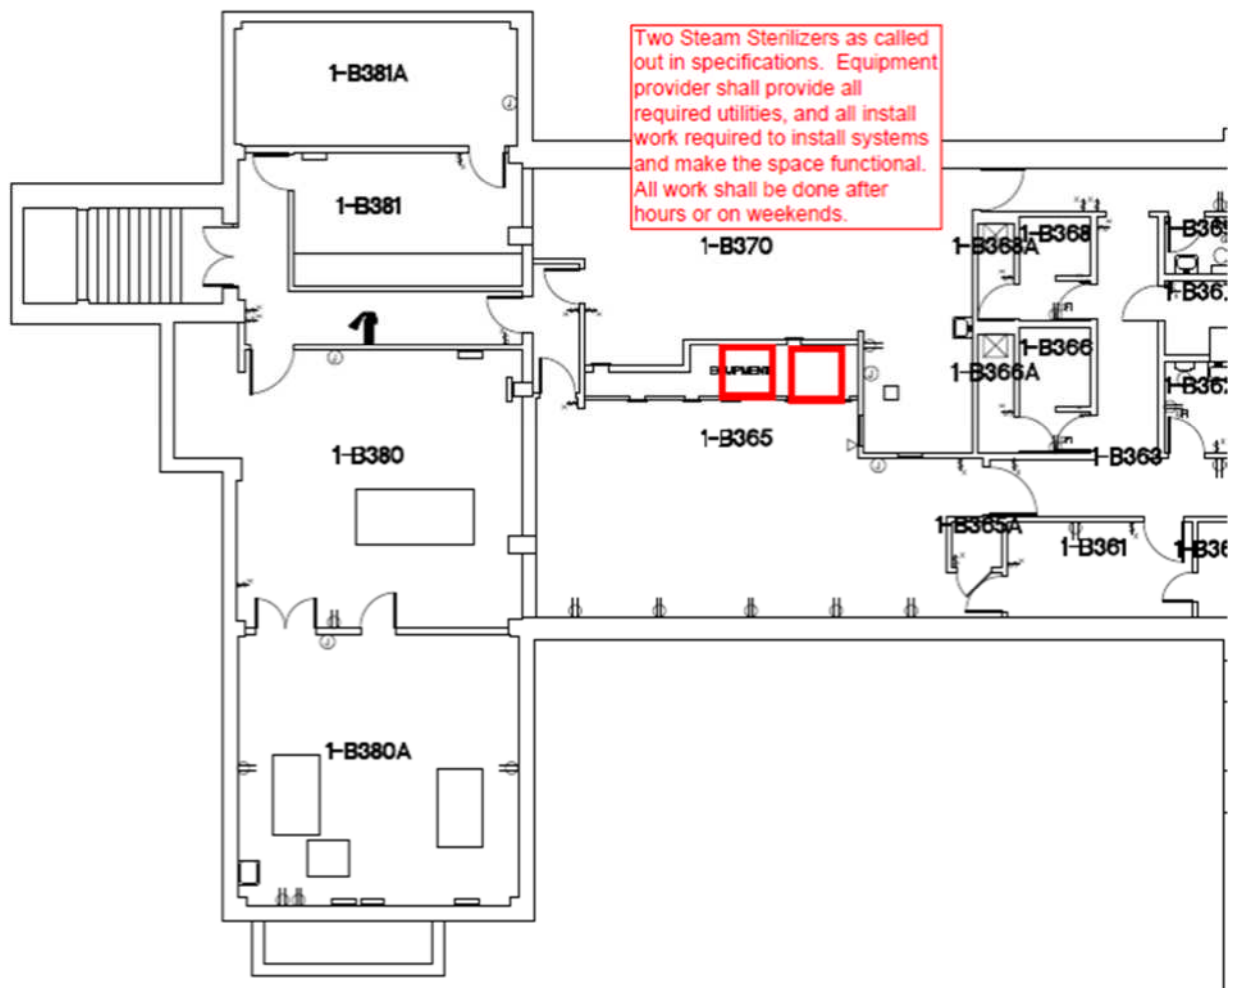 Two Steam Sterilizers as called
out in specifications. Equipment
provider shall provide all
required utilities, and all install
work required to install systems
and make the space functional.
All work shall be done after
hours or on weekends.
1-B381A
1-B381
1-B370
1-B368A
1-B368
1-B366
1-B366A
1-B365
1-B380
1-B363
1-B365A
1-B361
1-B380A